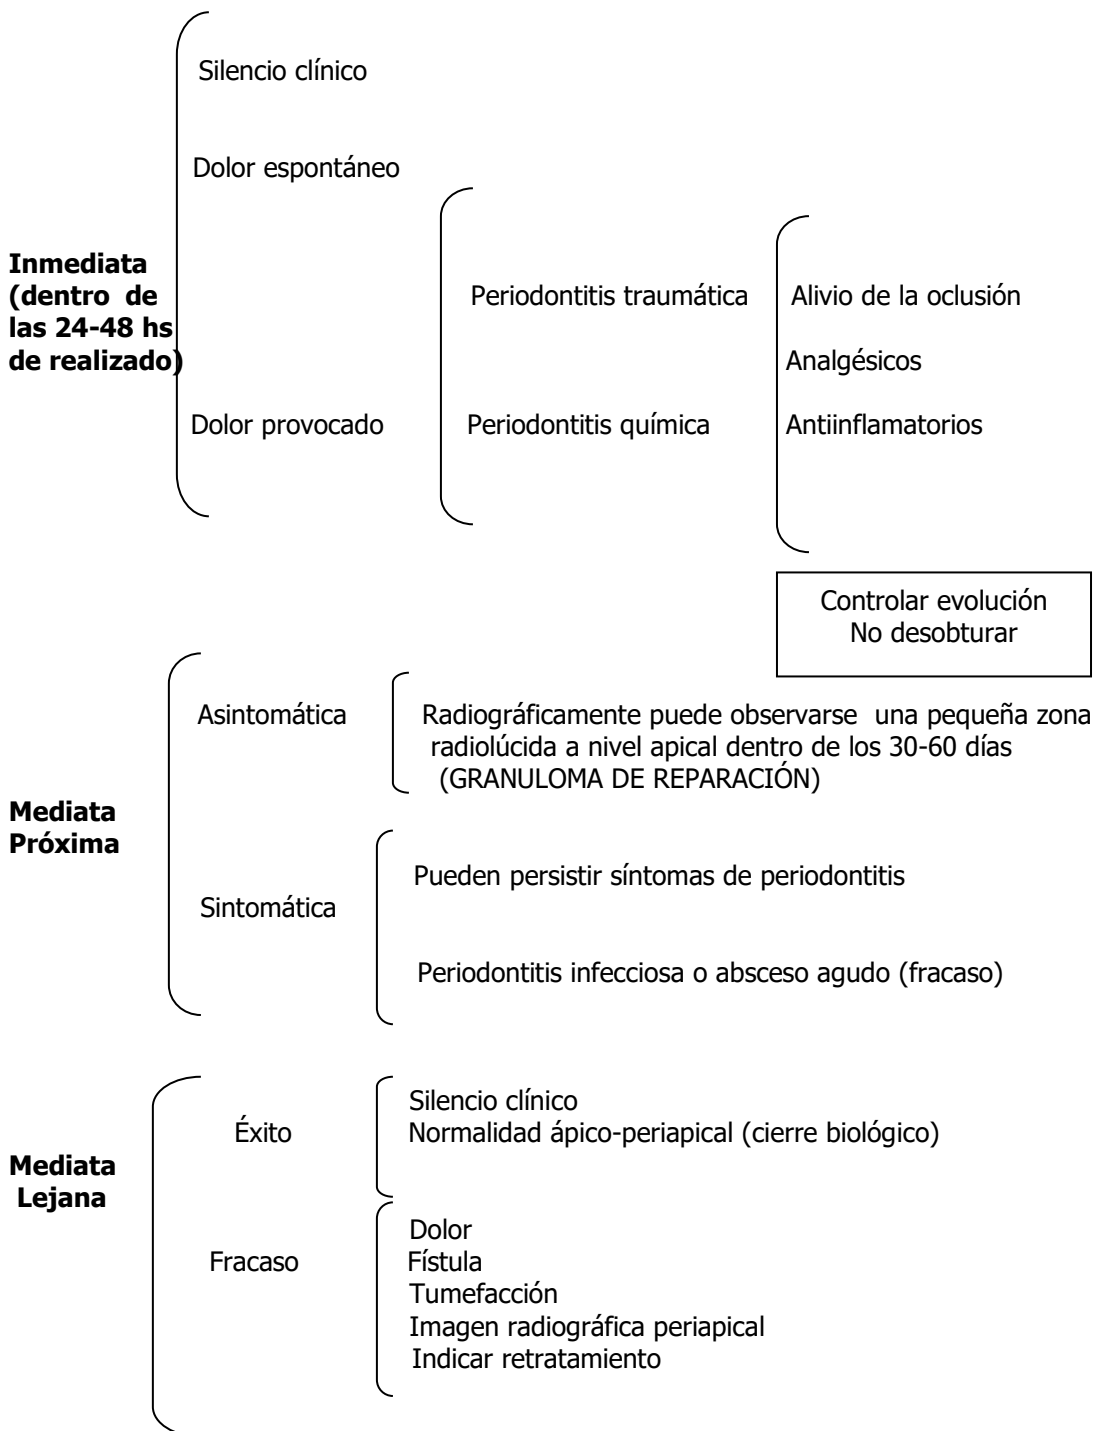 Silencio clínico
Dolor espontáneo
Inmediata
(dentro de
las 24-48 hs
de realizado)
Periodontitis traumática
Alivio de la oclusión
Analgésicos
Dolor provocado
Periodontitis química
Antiinflamatorios
Controlar evolución
No desobturar
Asintomática
Radiográficamente puede observarse una pequeña zona
radiolúcida a nivel apical dentro de los 30-60 días
(GRANULOMA DE REPARACIÓN)
Mediata
Próxima
Pueden persistir síntomas de periodontitis
Sintomática
Periodontitis infecciosa o absceso agudo (fracaso)
Silencio clínico
Éxito
Normalidad ápico-periapical (cierre biológico)
Mediata
Lejana
Dolor
Fracaso
Fístula
Tumefacción
Imagen radiográfica periapical
Indicar retratamiento